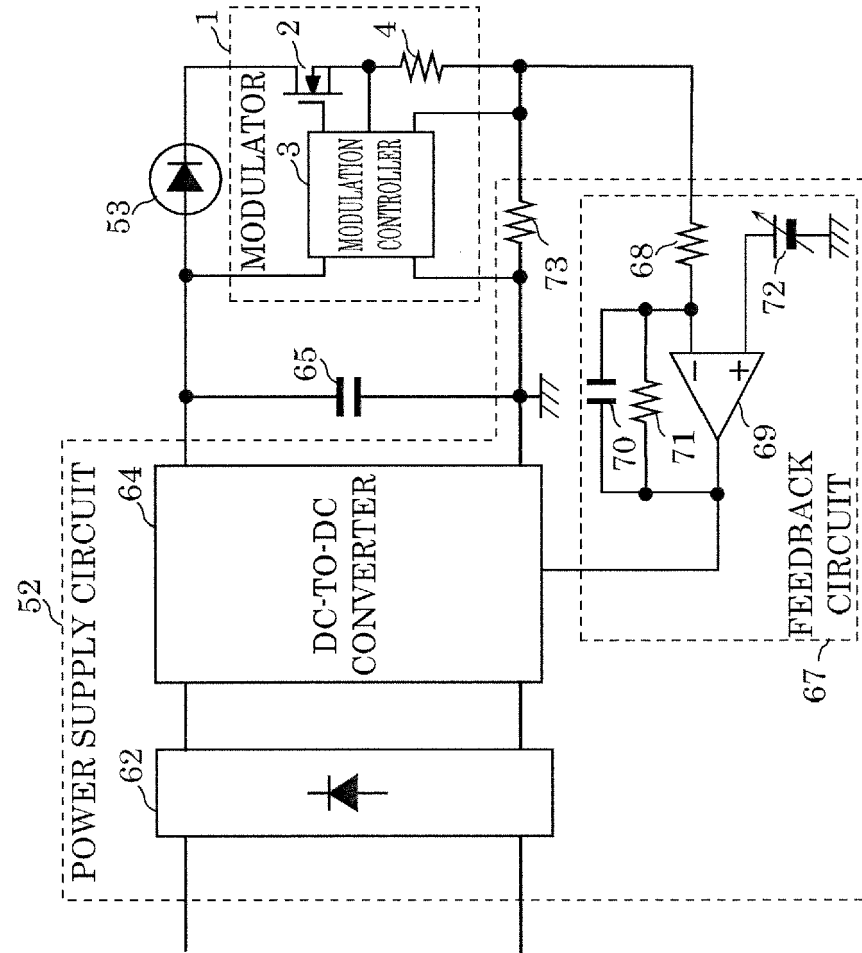 52
POWER SUPPLY CIRCUIT
62
64
DC-TO-DC
CONVERTER
65
53
1
MODULATOR
2
3
MODULATION
CONTROLLER
4
73
67
FEEDBACK
CIRCUIT
68
70
71
69
−
+
72